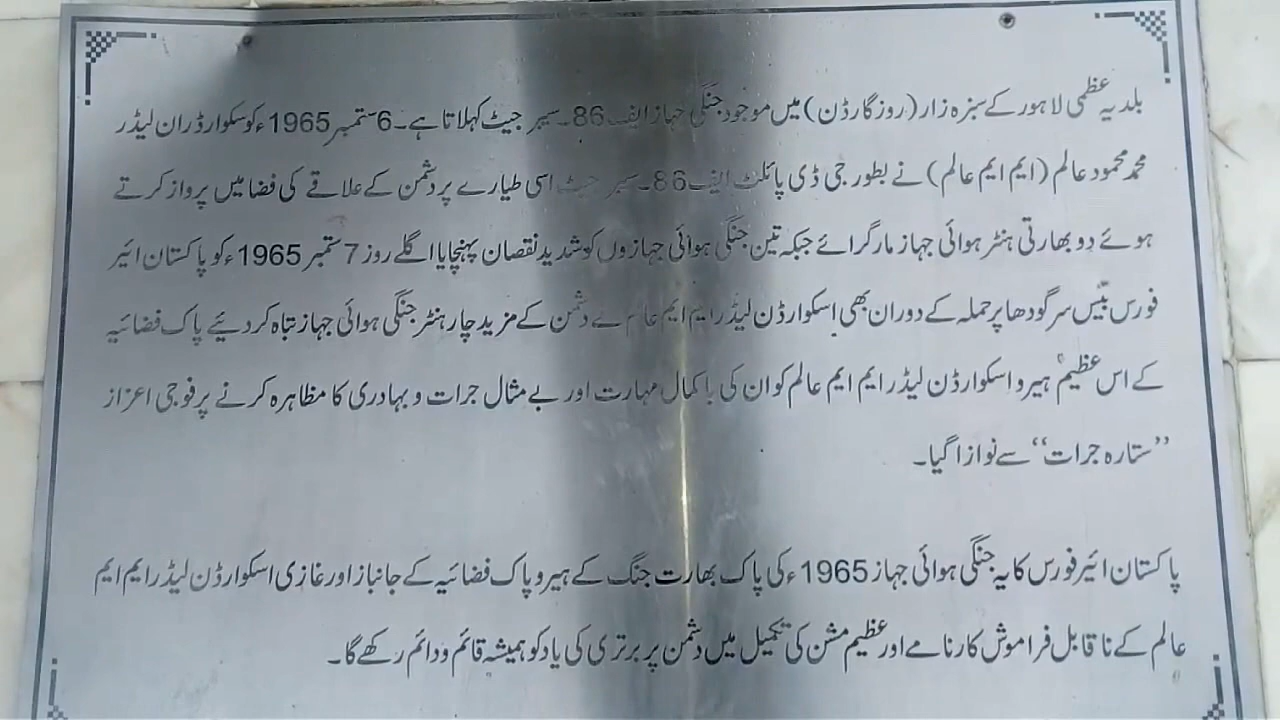 بلدیہ عظمی لاہور کے سبزہ زار (روز گارڈن) میں موجود جنگی جہاز ایف۔86 سیبر جیٹ کہلاتا ہے۔ 6 ستمبر 1965ء کو سکوارڈران لیڈر
محمد محمود عالم (ایم ایم عالم) نے بطور جی ڈی پائلٹ ایف۔86۔ سیبر جیٹ اسی طیارے پر دشمن کے علاقے کی فضا میں پرواز کرتے
ہوئے دو بھارتی ہنٹر ہوائی جہاز مار گرائے جبکہ تین جنگی ہوائی جہازوں کو شدید نقصان پہنچایا اگلے روز 7 ستمبر 1965ء کو پاکستان ائیر
فورس بیس سرگودھا پر حملہ کے دوران بھی اسکوارڈن لیڈر ایم ایم عالم نے دشمن کے مزید چار ہنٹر جنگی ہوائی جہاز تباہ کر دیئے پاک فضائیہ
کے اس عظیم ہیرو اسکوارڈن لیڈر ایم ایم عالم کو ان کی باکمال مہارت اور بے مثال جرات و بہادری کا مظاہرہ کرنے پر فوجی اعزاز
”ستارہ جرات“ سے نوازا گیا۔
پاکستان ائیر فورس کا یہ جنگی ہوائی جہاز 1965ء کی پاک بھارت جنگ کے ہیرو پاک فضائیہ کے جانباز اور غازی اسکوارڈن لیڈر ایم ایم
عالم کے ناقابل فراموش کارنامے اور عظیم مشن کی تکمیل میں دشمن پر برتری کی یاد کو ہمیشہ قائم و دائم رکھے گا۔